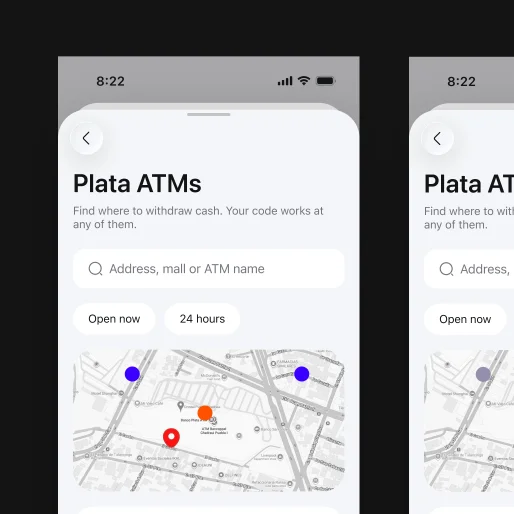 8:22
Plata ATMs
Find where to withdraw cash. Your code works at
any of them.
Address, mall or ATM name
Open now
24 hours
8:22
Plata AT
Find where to with
any of them.
Address,
Open now